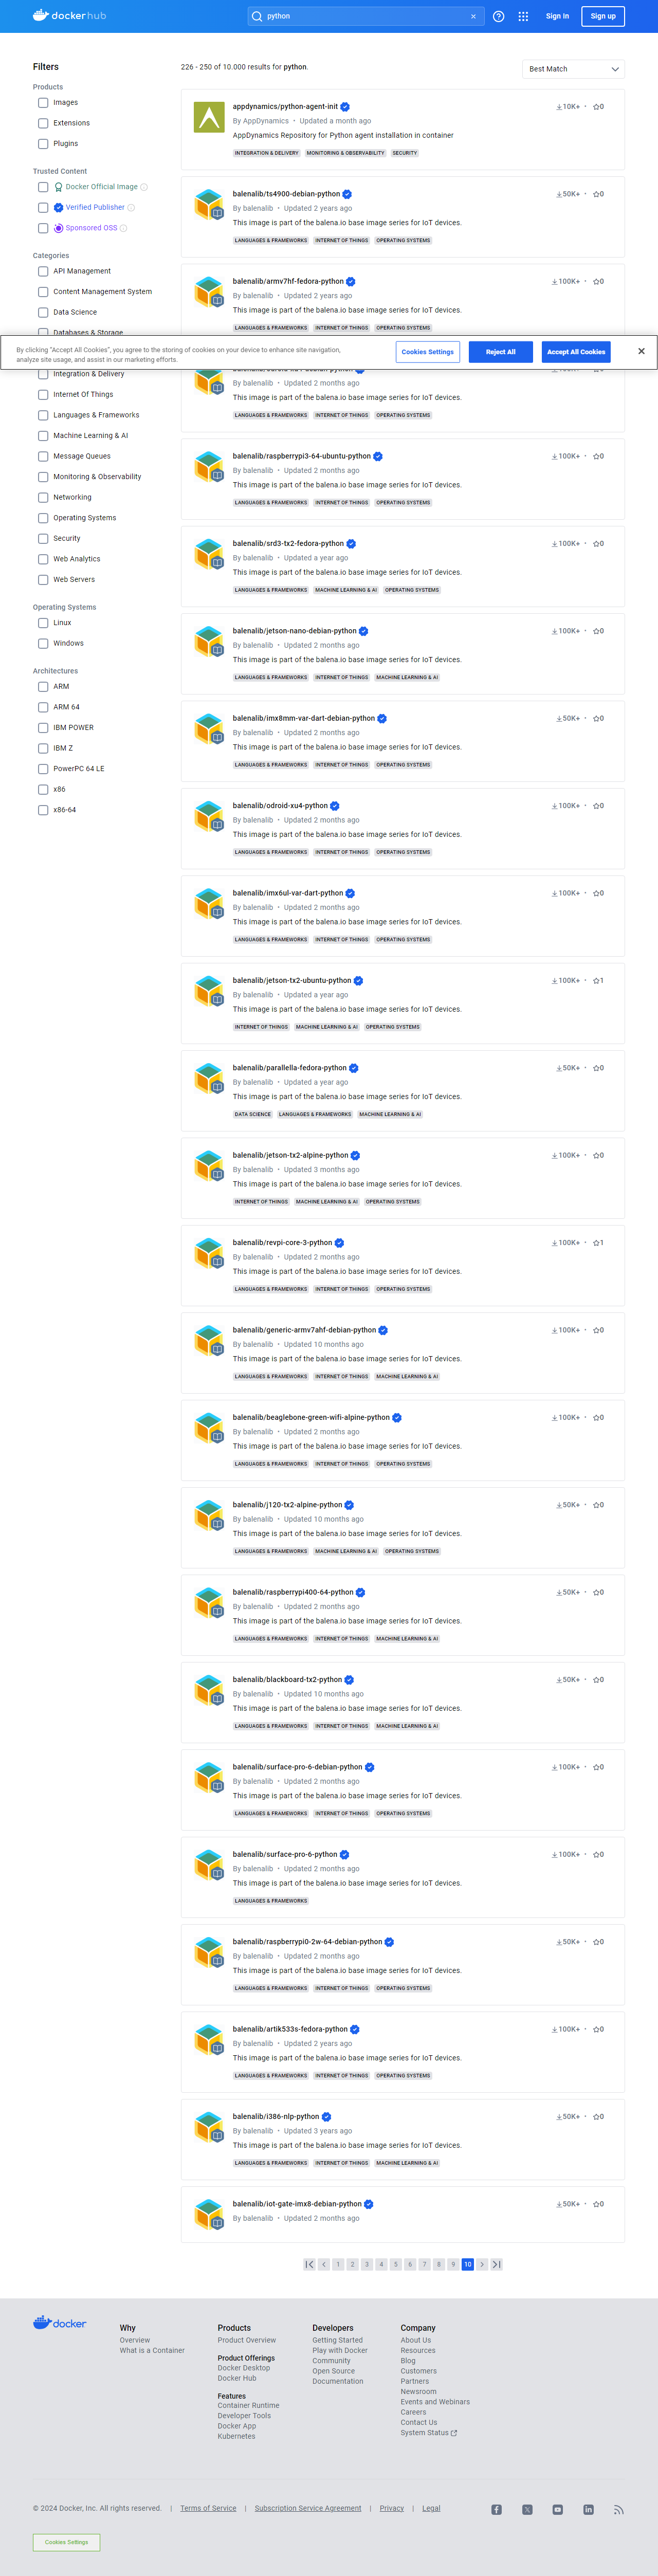 docker hub
python
Sign In
Sign up
Filters
Products
Images
Extensions
Plugins
Trusted Content
Docker Official Image
Verified Publisher
Sponsored OSS
Categories
API Management
Content Management System
Data Science
Databases & Storage
Integration & Delivery
Internet Of Things
Languages & Frameworks
Machine Learning & AI
Message Queues
Monitoring & Observability
Networking
Operating Systems
Security
Web Analytics
Web Servers
Operating Systems
Linux
Windows
Architectures
ARM
ARM 64
IBM POWER
IBM Z
PowerPC 64 LE
x86
x86-64
226 - 250 of 10.000 results for python.
Best Match
appdynamics/python-agent-init
10K+ • 0
By AppDynamics • Updated a month ago
AppDynamics Repository for Python agent installation in container
INTEGRATION & DELIVERY MONITORING & OBSERVABILITY SECURITY
balenalib/ts4900-debian-python
50K+ • 0
By balenalib • Updated 2 years ago
This image is part of the balena.io base image series for IoT devices.
LANGUAGES & FRAMEWORKS INTERNET OF THINGS OPERATING SYSTEMS
balenalib/armv7hf-fedora-python
100K+ • 0
By balenalib • Updated 2 years ago
This image is part of the balena.io base image series for IoT devices.
LANGUAGES & FRAMEWORKS INTERNET OF THINGS OPERATING SYSTEMS
By clicking "Accept All Cookies", you agree to the storing of cookies on your device to enhance site navigation,
analyze site usage, and assist in our marketing efforts.
Cookies Settings
Reject All
Accept All Cookies
By balenalib • Updated 2 months ago
This image is part of the balena.io base image series for IoT devices.
LANGUAGES & FRAMEWORKS INTERNET OF THINGS OPERATING SYSTEMS
balenalib/raspberrypi3-64-ubuntu-python
100K+ • 0
By balenalib • Updated 2 months ago
This image is part of the balena.io base image series for IoT devices.
LANGUAGES & FRAMEWORKS INTERNET OF THINGS OPERATING SYSTEMS
balenalib/srd3-tx2-fedora-python
100K+ • 0
By balenalib • Updated a year ago
This image is part of the balena.io base image series for IoT devices.
LANGUAGES & FRAMEWORKS MACHINE LEARNING & AI OPERATING SYSTEMS
balenalib/jetson-nano-debian-python
100K+ • 0
By balenalib • Updated 2 months ago
This image is part of the balena.io base image series for IoT devices.
LANGUAGES & FRAMEWORKS INTERNET OF THINGS MACHINE LEARNING & AI
balenalib/imx8mm-var-dart-debian-python
50K+ • 0
By balenalib • Updated 2 months ago
This image is part of the balena.io base image series for IoT devices.
LANGUAGES & FRAMEWORKS INTERNET OF THINGS OPERATING SYSTEMS
balenalib/odroid-xu4-python
100K+ • 0
By balenalib • Updated 2 months ago
This image is part of the balena.io base image series for IoT devices.
LANGUAGES & FRAMEWORKS INTERNET OF THINGS OPERATING SYSTEMS
balenalib/imx6ul-var-dart-python
100K+ • 0
By balenalib • Updated 2 months ago
This image is part of the balena.io base image series for IoT devices.
LANGUAGES & FRAMEWORKS INTERNET OF THINGS OPERATING SYSTEMS
balenalib/jetson-tx2-ubuntu-python
100K+ • 1
By balenalib • Updated a year ago
This image is part of the balena.io base image series for IoT devices.
INTERNET OF THINGS MACHINE LEARNING & AI OPERATING SYSTEMS
balenalib/parallella-fedora-python
50K+ • 0
By balenalib • Updated a year ago
This image is part of the balena.io base image series for IoT devices.
DATA SCIENCE LANGUAGES & FRAMEWORKS MACHINE LEARNING & AI
balenalib/jetson-tx2-alpine-python
100K+ • 0
By balenalib • Updated 3 months ago
This image is part of the balena.io base image series for IoT devices.
INTERNET OF THINGS MACHINE LEARNING & AI OPERATING SYSTEMS
balenalib/revpi-core-3-python
100K+ • 1
By balenalib • Updated 2 months ago
This image is part of the balena.io base image series for IoT devices.
LANGUAGES & FRAMEWORKS INTERNET OF THINGS OPERATING SYSTEMS
balenalib/generic-armv7ahf-debian-python
100K+ • 0
By balenalib • Updated 10 months ago
This image is part of the balena.io base image series for IoT devices.
LANGUAGES & FRAMEWORKS INTERNET OF THINGS MACHINE LEARNING & AI
balenalib/beaglebone-green-wifi-alpine-python
100K+ • 0
By balenalib • Updated 2 months ago
This image is part of the balena.io base image series for IoT devices.
LANGUAGES & FRAMEWORKS INTERNET OF THINGS OPERATING SYSTEMS
balenalib/j120-tx2-alpine-python
50K+ • 0
By balenalib • Updated 10 months ago
This image is part of the balena.io base image series for IoT devices.
LANGUAGES & FRAMEWORKS MACHINE LEARNING & AI OPERATING SYSTEMS
balenalib/raspberrypi400-64-python
50K+ • 0
By balenalib • Updated 2 months ago
This image is part of the balena.io base image series for IoT devices.
LANGUAGES & FRAMEWORKS INTERNET OF THINGS MACHINE LEARNING & AI
balenalib/blackboard-tx2-python
50K+ • 0
By balenalib • Updated 10 months ago
This image is part of the balena.io base image series for IoT devices.
LANGUAGES & FRAMEWORKS INTERNET OF THINGS MACHINE LEARNING & AI
balenalib/surface-pro-6-debian-python
100K+ • 0
By balenalib • Updated 2 months ago
This image is part of the balena.io base image series for IoT devices.
LANGUAGES & FRAMEWORKS INTERNET OF THINGS OPERATING SYSTEMS
balenalib/surface-pro-6-python
100K+ • 0
By balenalib • Updated 2 months ago
This image is part of the balena.io base image series for IoT devices.
LANGUAGES & FRAMEWORKS
balenalib/raspberrypi0-2w-64-debian-python
50K+ • 0
By balenalib • Updated 2 months ago
This image is part of the balena.io base image series for IoT devices.
LANGUAGES & FRAMEWORKS INTERNET OF THINGS OPERATING SYSTEMS
balenalib/artik533s-fedora-python
100K+ • 0
By balenalib • Updated 2 years ago
This image is part of the balena.io base image series for IoT devices.
LANGUAGES & FRAMEWORKS INTERNET OF THINGS OPERATING SYSTEMS
balenalib/i386-nlp-python
50K+ • 0
By balenalib • Updated 3 years ago
This image is part of the balena.io base image series for IoT devices.
LANGUAGES & FRAMEWORKS INTERNET OF THINGS MACHINE LEARNING & AI
balenalib/iot-gate-imx8-debian-python
50K+ • 0
By balenalib • Updated 2 months ago
1 2 3 4 5 6 7 8 9 10
docker
Why
Overview
What is a Container
Products
Product Overview
Product Offerings
Docker Desktop
Docker Hub
Features
Container Runtime
Developer Tools
Docker App
Kubernetes
Developers
Getting Started
Play with Docker
Community
Open Source
Documentation
Company
About Us
Resources
Blog
Customers
Partners
Newsroom
Events and Webinars
Careers
Contact Us
System Status
© 2024 Docker, Inc. All rights reserved. | Terms of Service | Subscription Service Agreement | Privacy | Legal
Cookies Settings